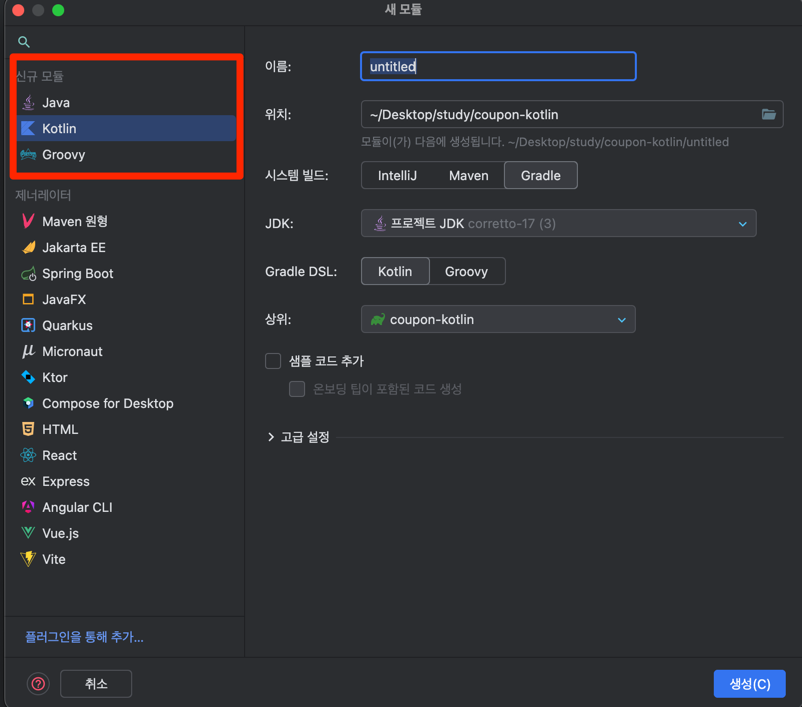 새 모듈
신규 모듈
Java
Kotlin
Groovy
제너레이터
Maven 원형
Jakarta EE
Spring Boot
JavaFX
Quarkus
Micronaut
Ktor
Compose for Desktop
HTML
React
ex Express
Angular CLI
Vue.js
Vite
플러그인을 통해 추가...
이름: untitled
위치: ~/Desktop/study/coupon-kotlin
모듈이(가) 다음에 생성됩니다. ~/Desktop/study/coupon-kotlin/untitled
시스템 빌드: IntelliJ Maven Gradle
JDK: 프로젝트 JDK corretto-17 (3)
Gradle DSL: Kotlin Groovy
상위: coupon-kotlin
샘플 코드 추가
온보딩 팁이 포함된 코드 생성
고급 설정
? 취소 생성(C)